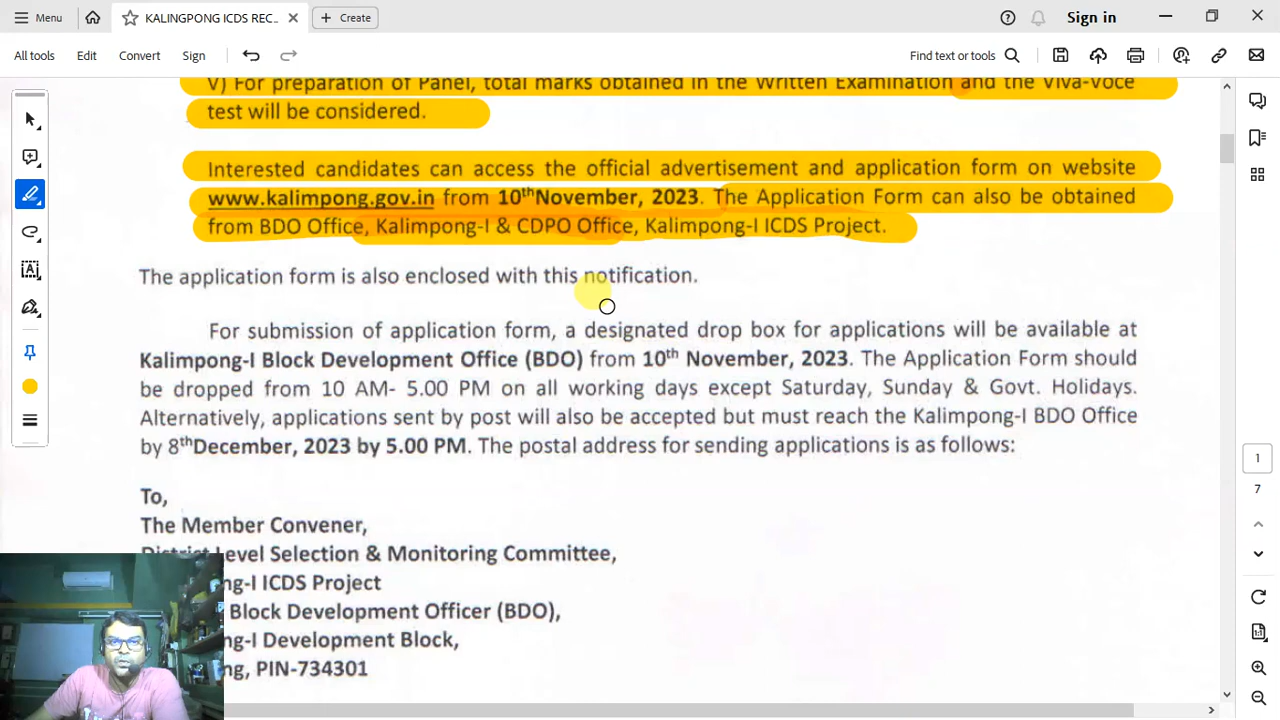 Menu
KALINGPONG ICDS REC...
Create
Sign in
All tools
Edit
Convert
Sign
Find text or tools
V) For preparation of Panel, total marks obtained in the Written Examination and the Viva-Voce
test will be considered.
Interested candidates can access the official advertisement and application form on website
www.kalimpong.gov.in from 10thNovember, 2023. The Application Form can also be obtained
from BDO Office, Kalimpong-I & CDPO Office, Kalimpong-I ICDS Project.
The application form is also enclosed with this notification.
For submission of application form, a designated drop box for applications will be available at
Kalimpong-I Block Development Office (BDO) from 10th November, 2023. The Application Form should
be dropped from 10 AM- 5.00 PM on all working days except Saturday, Sunday & Govt. Holidays.
Alternatively, applications sent by post will also be accepted but must reach the Kalimpong-I BDO Office
by 8thDecember, 2023 by 5.00 PM. The postal address for sending applications is as follows:
To,
The Member Convener,
District Level Selection & Monitoring Committee,
ng-I ICDS Project
Block Development Officer (BDO),
ng-I Development Block,
ng, PIN-734301
1
7